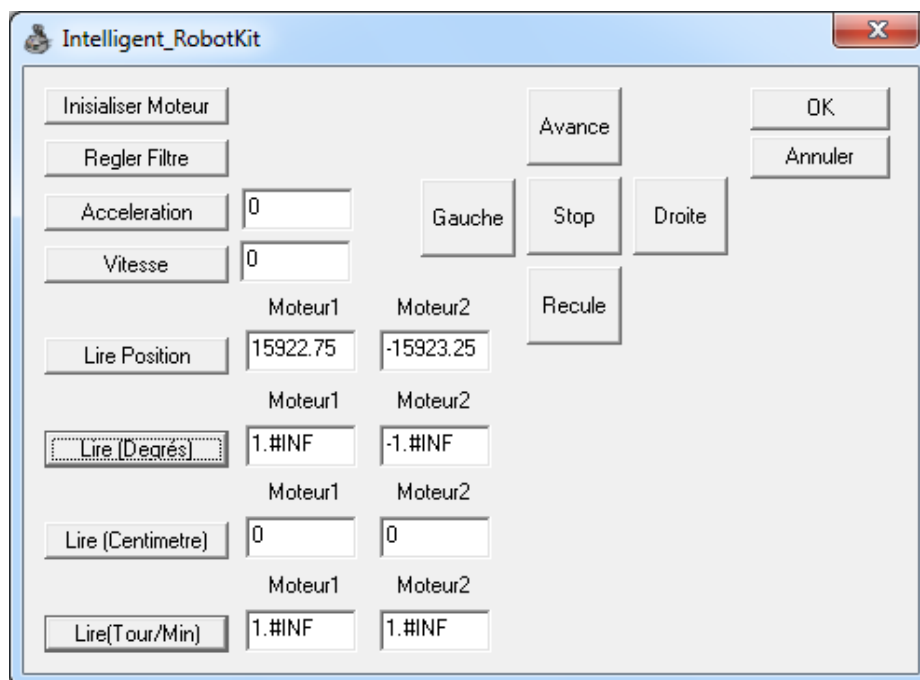 Intelligent_RobotKit
Inisialiser Moteur
Avance
OK
Regler Filtre
Annuler
Acceleration 0
Gauche Stop Droite
Vitesse 0
Moteur1 Moteur2
Recule
Lire Position 15922.75 -15923.25
Moteur1 Moteur2
Lire (Degrés) 1.#INF -1.#INF
Moteur1 Moteur2
Lire (Centimetre) 0 0
Moteur1 Moteur2
Lire(Tour/Min) 1.#INF 1.#INF